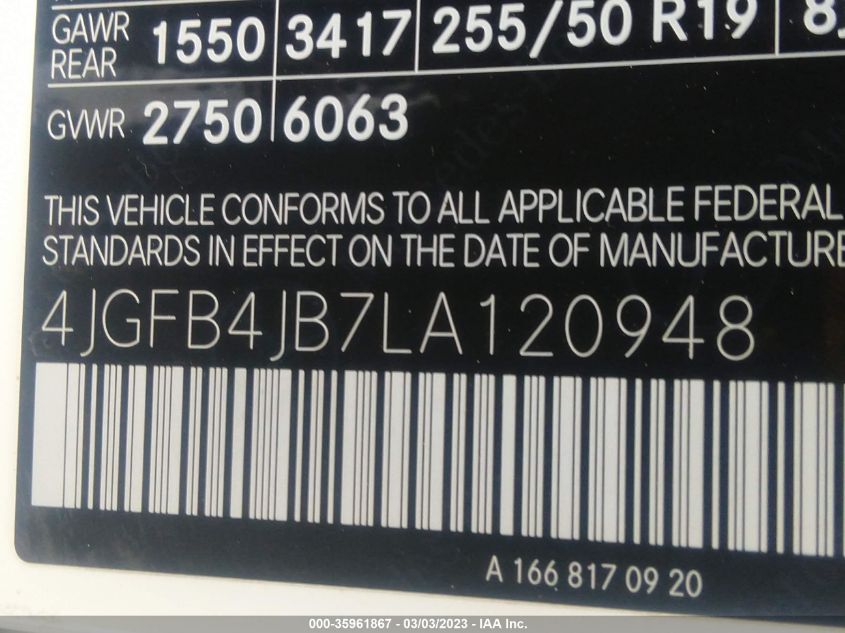 GAWR REAR 1550 3417 255/50 R19
GVWR 2750 6063
THIS VEHICLE CONFORMS TO ALL APPLICABLE FEDERAL
STANDARDS IN EFFECT ON THE DATE OF MANUFACTURE
4JGFB4JB7LA120948
A 166 817 09 20
000-35961867 — 03/03/2023 — IAA Inc.